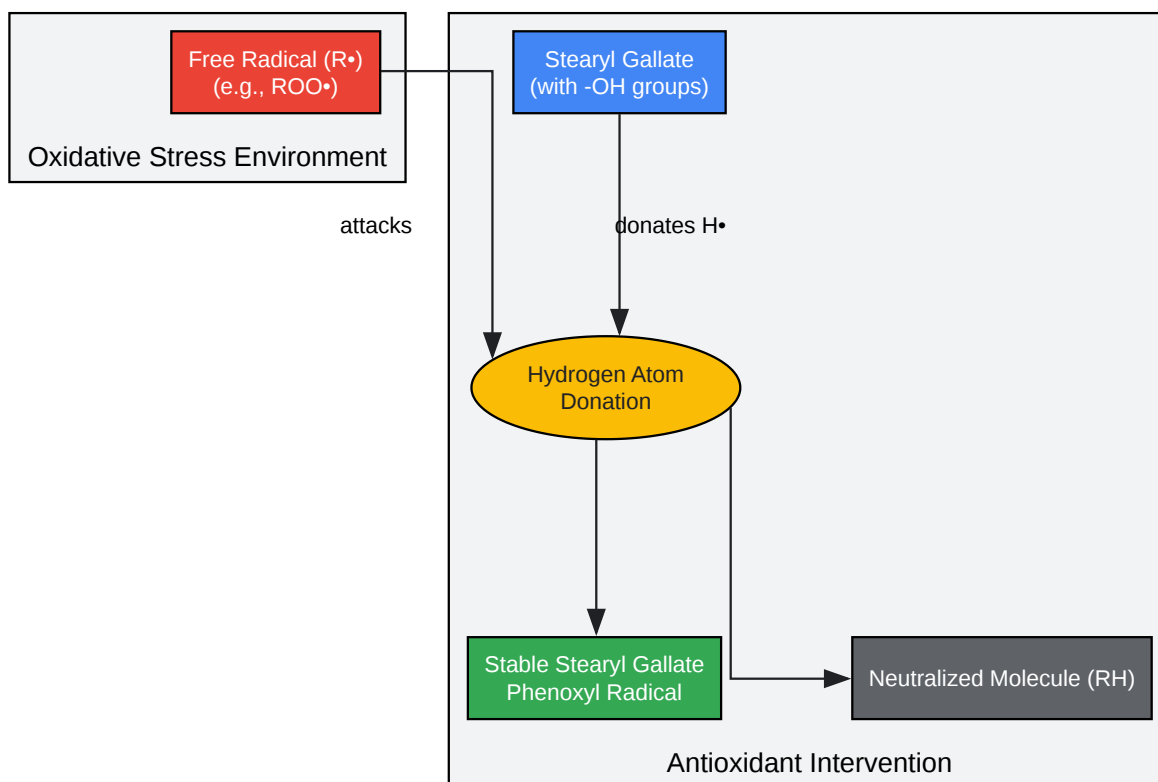 Free Radical (R•)
(e.g., ROO•)
Oxidative Stress Environment
Stearyl Gallate
(with -OH groups)
attacks
donates H•
Hydrogen Atom
Donation
Stable Stearyl Gallate
Phenoxyl Radical
Neutralized Molecule (RH)
Antioxidant Intervention